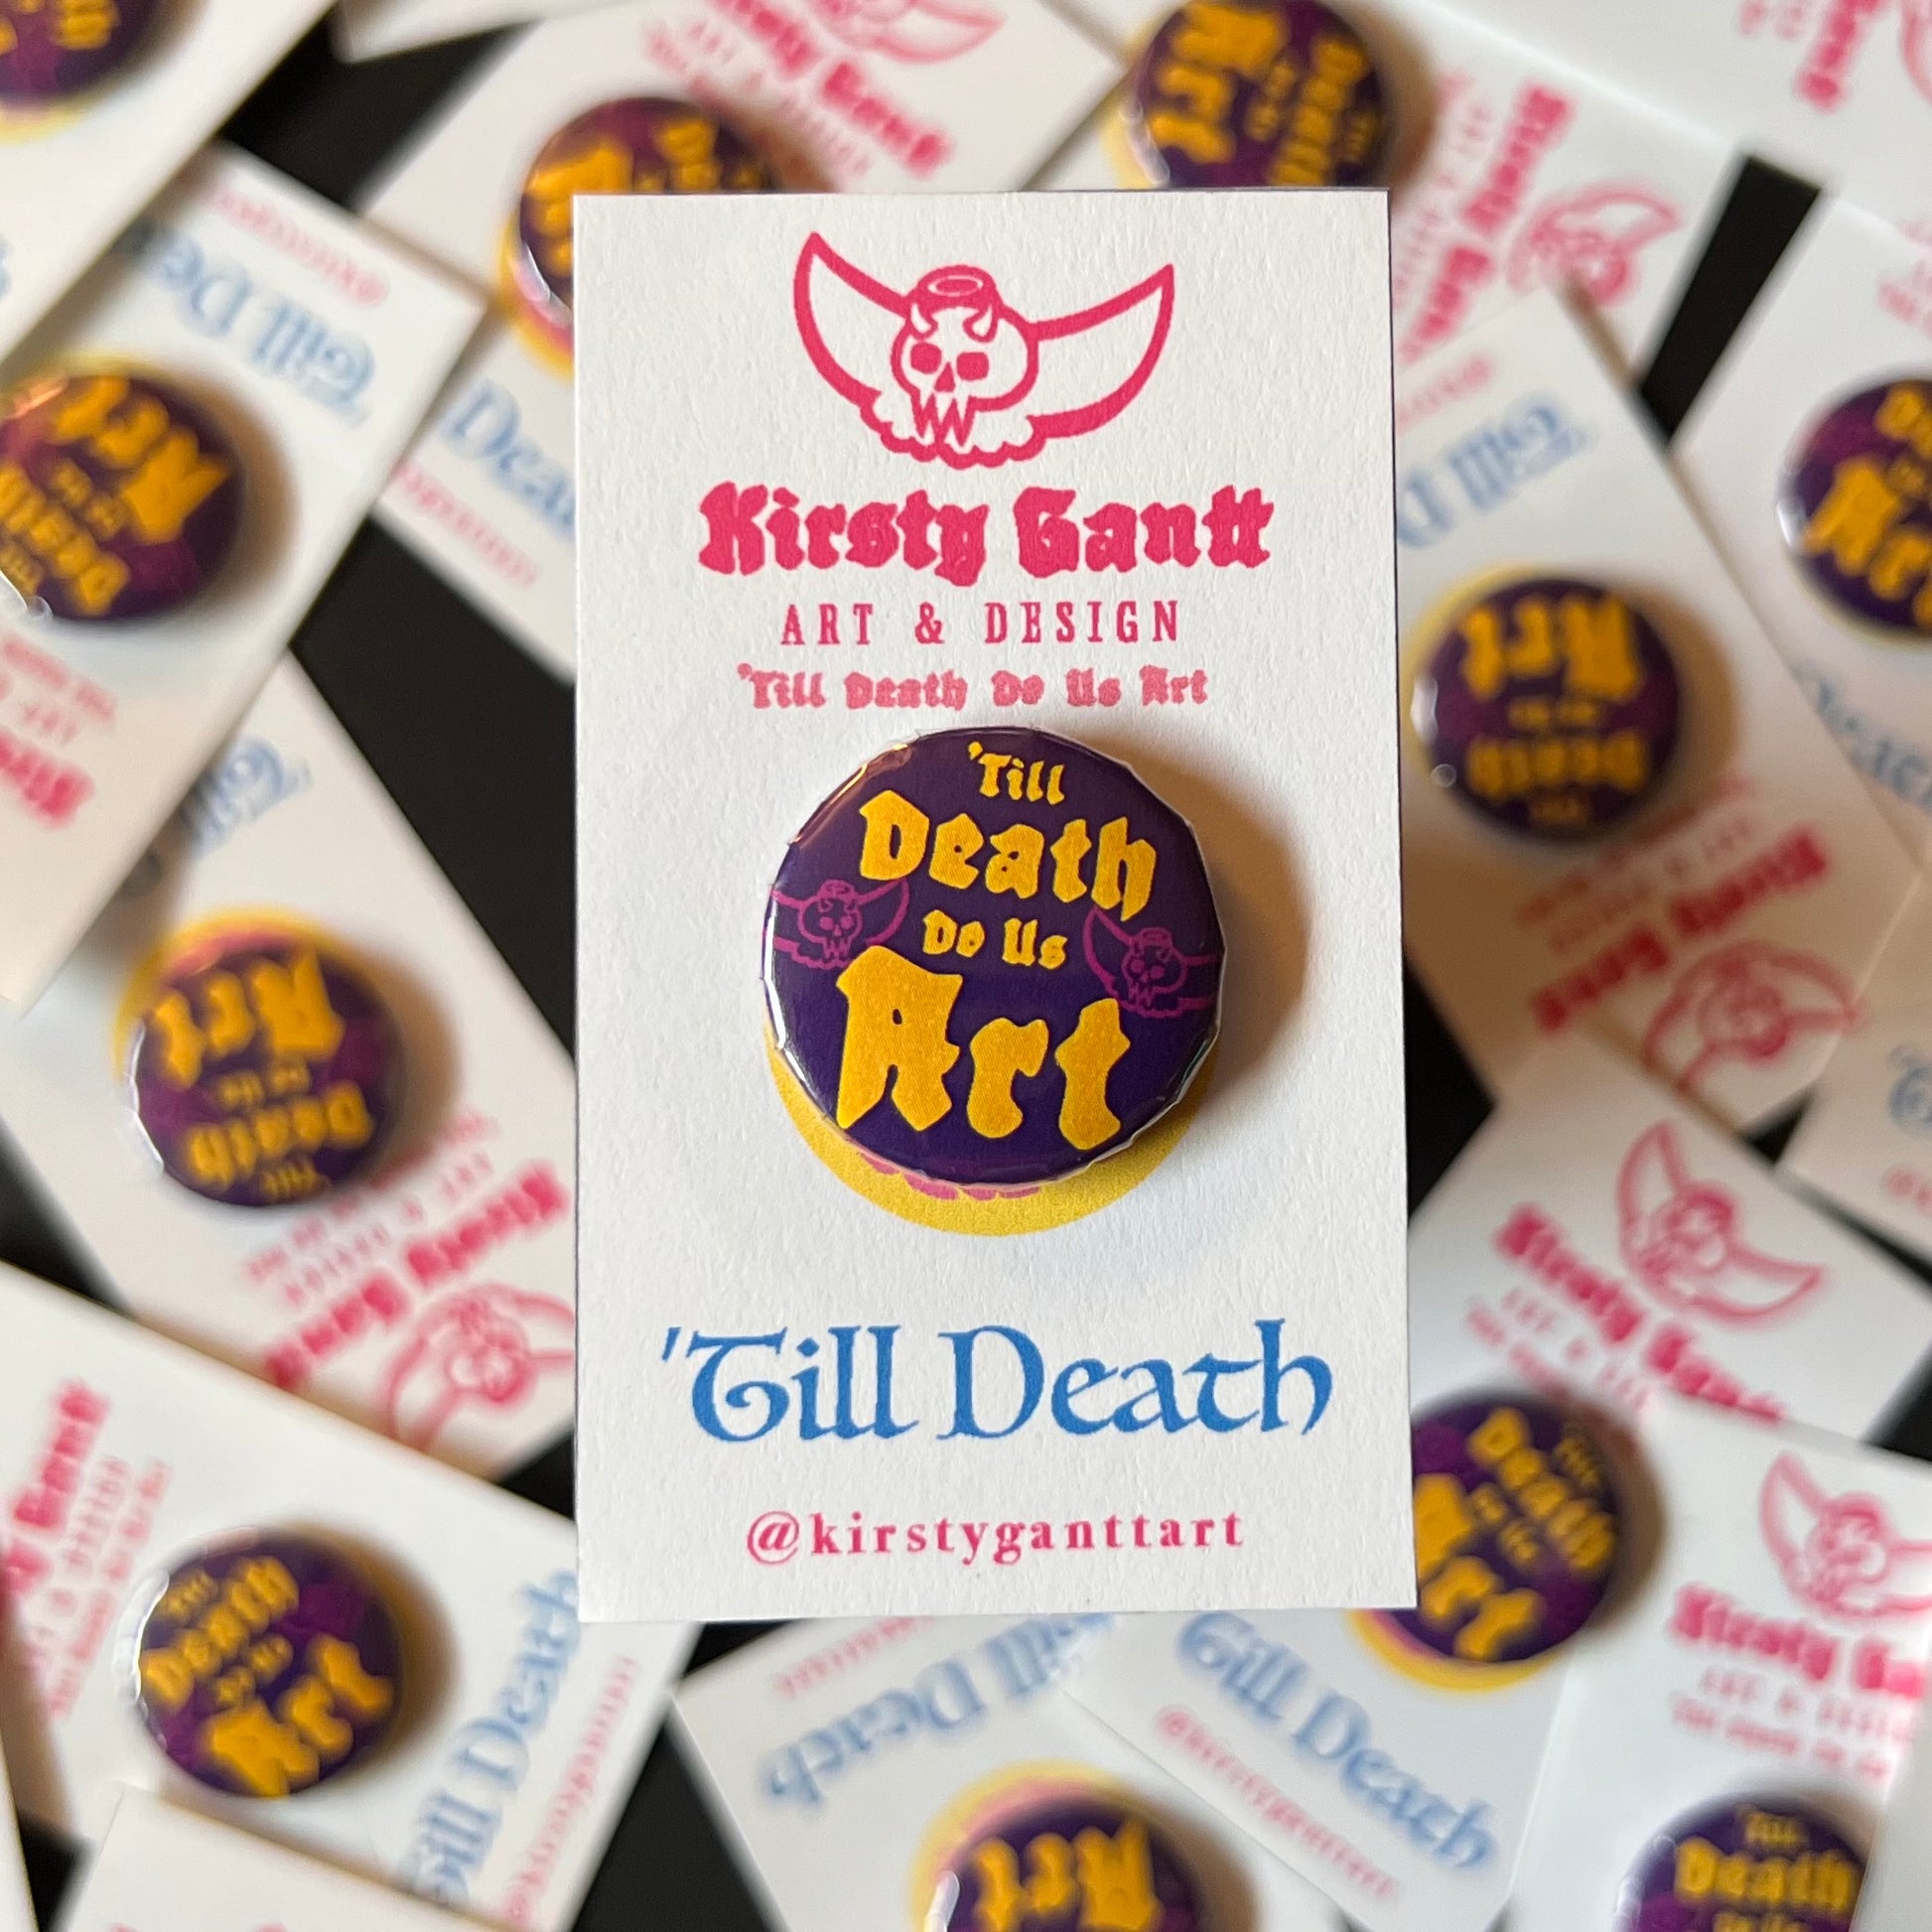 Kirsty Gantt
ART & DESIGN
'Till Death Do Us Art
'Till
Death
Do Us
Art
'Till Death
@kirstyganttart